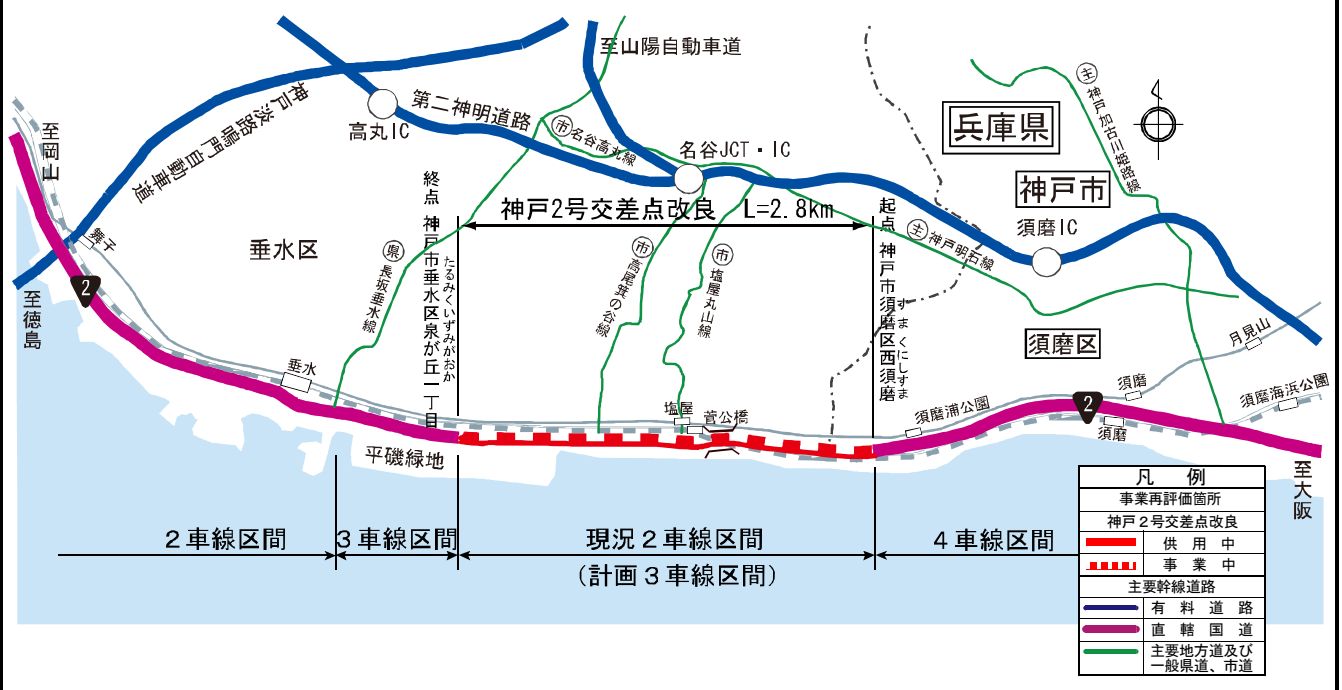 至山陽自動車道
至岡山
神戸淡路鳴門自動車道
高丸IC
第二神明道路
市 名谷高丸線
名谷JCT・IC
主 神戸加古川姫路線
兵庫県
神戸市
須磨IC
舞子
2
至徳島
垂水区
県 長坂垂水線
終点 神戸市垂水区泉が丘一丁目
たるみくいずみがおか
神戸2号交差点改良 L=2.8km
市 高尾箕の谷線
市 塩屋丸山線
起点 神戸市須磨区西須磨
すまくにしすま
主 神戸明石線
須磨区
月見山
垂水
塩屋
菅公橋
須磨浦公園
須磨
2
須磨
須磨海浜公園
平磯緑地
至大阪
2車線区間
3車線区間
現況2車線区間
(計画3車線区間)
4車線区間
凡 例
事業再評価箇所
神戸2号交差点改良
供 用 中
事 業 中
主要幹線道路
有 料 道 路
直 轄 国 道
主要地方道及び
一般県道、市道